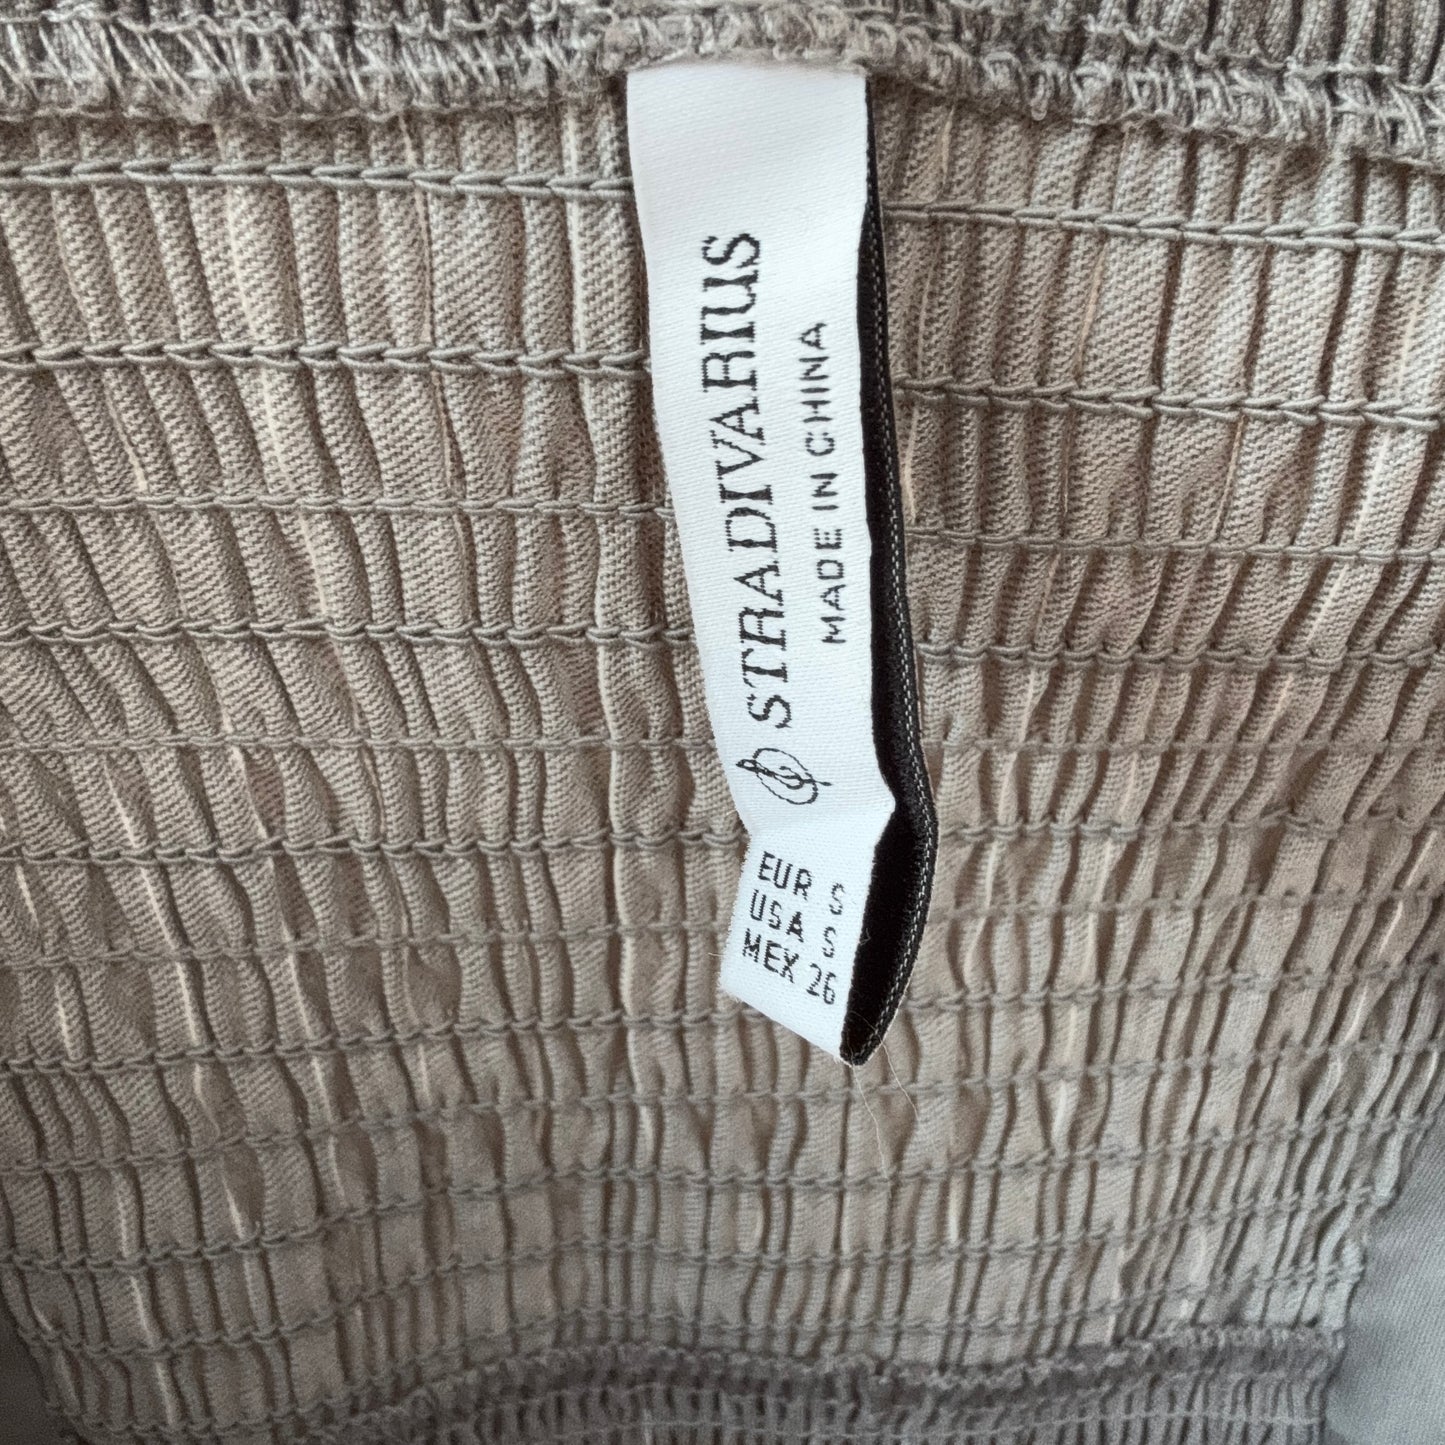 STRADIVARIUS
MADE IN CHINA
EUR S
USA S
MEX 26